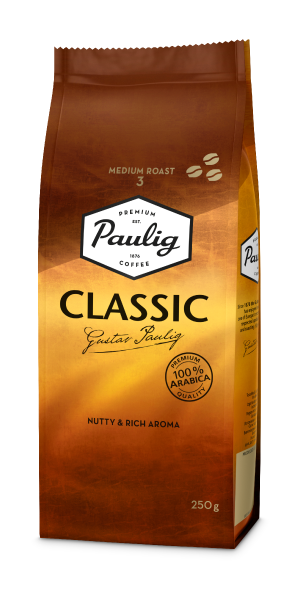 MEDIUM ROAST
3
PREMIUM
EST.
Paulig
1876
COFFEE
CLASSIC
Gustav Paulig
PREMIUM
100%
ARABICA
QUALITY
NUTTY & RICH AROMA
250g